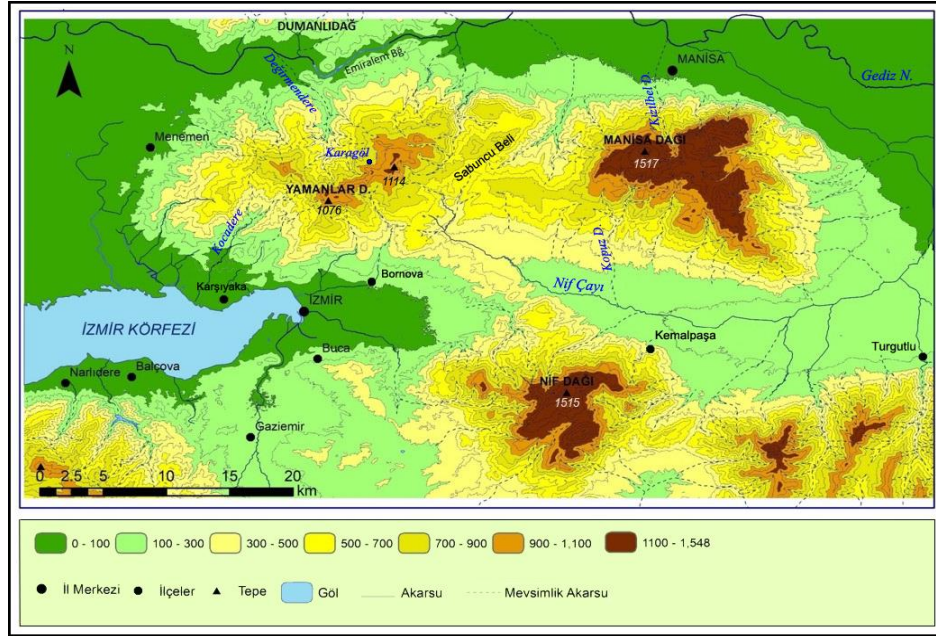 DUMANLIDAĞ
N
Emiralem Bğ.
MANİSA
Değirmendere
Gediz N.
Kızılbel D.
Menemen
MANİSA DAĞI
1517
Karagöl
Sabuncu Beli
1114
YAMANLAR D.
1076
Kocadere
Kopuz D.
Bornova
Nif Çayı
Karşıyaka
İZMİR
İZMİR KÖRFEZİ
Kemalpaşa
Buca
Turgutlu
Narlıdere
Balçova
NİF DAĞI
1515
Gaziemir
0 2.5 5 10 15 20
km
0 - 100 100 - 300 300 - 500 500 - 700 700 - 900 900 - 1,100 1100 - 1,548
İl Merkezi İlçeler Tepe Göl Akarsu Mevsimlik Akarsu